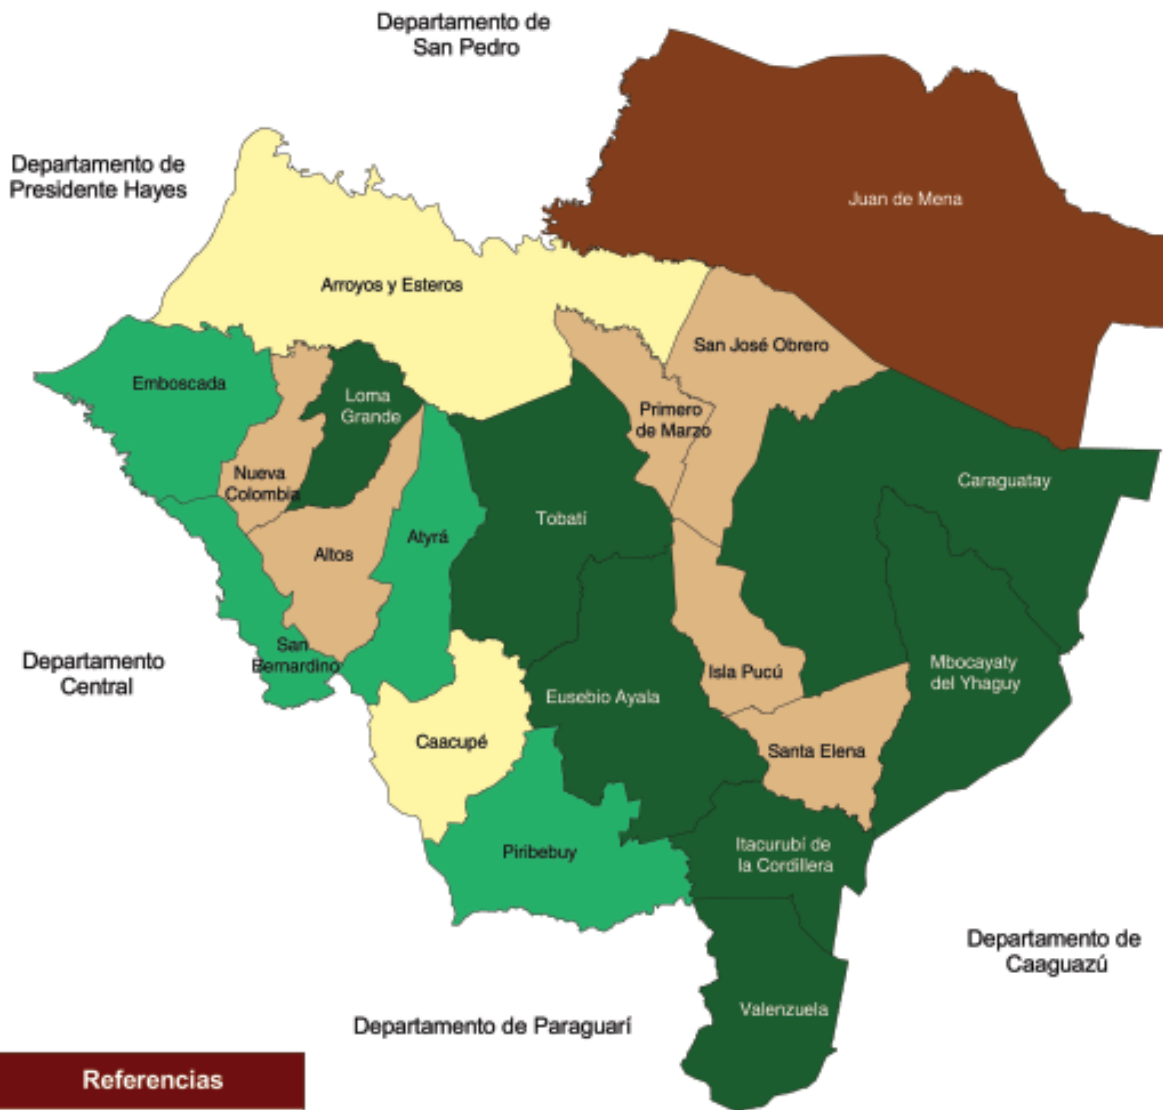 Departamento de
San Pedro
Departamento de
Presidente Hayes
Juan de Mena
Arroyos y Esteros
San José Obrero
Emboscada
Loma
Grande
Primero
de Marzo
Nueva
Colombia
Caraguatay
Tobatí
Atyrá
Altos
San
Bernardino
Departamento
Central
Isla Pucú
Mbocayaty
del Yhaguy
Eusebio Ayala
Caacupé
Santa Elena
Piribebuy
Itacurubí de
la Cordillera
Departamento de
Caaguazú
Valenzuela
Departamento de Paraguarí
Referencias